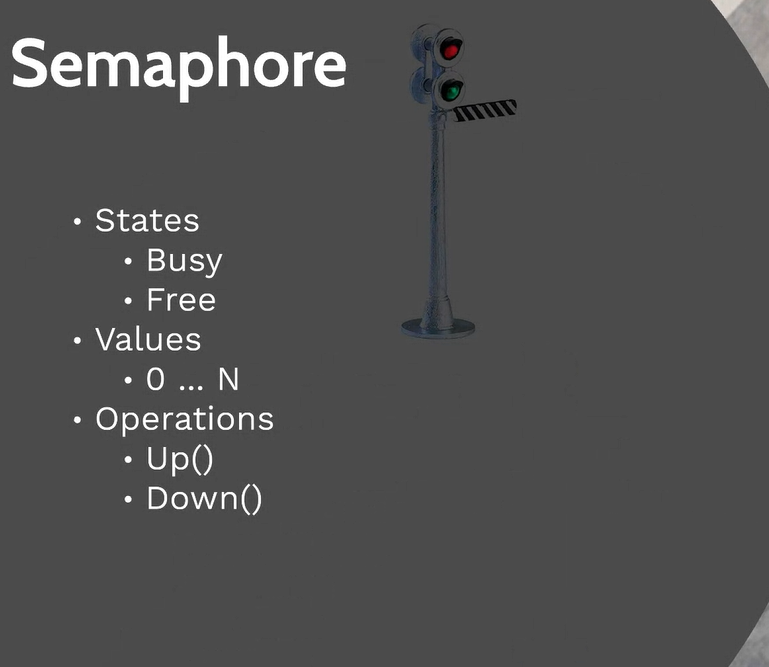 Semaphore
• States
• Busy
• Free
• Values
• 0 ... N
• Operations
• Up()
• Down()